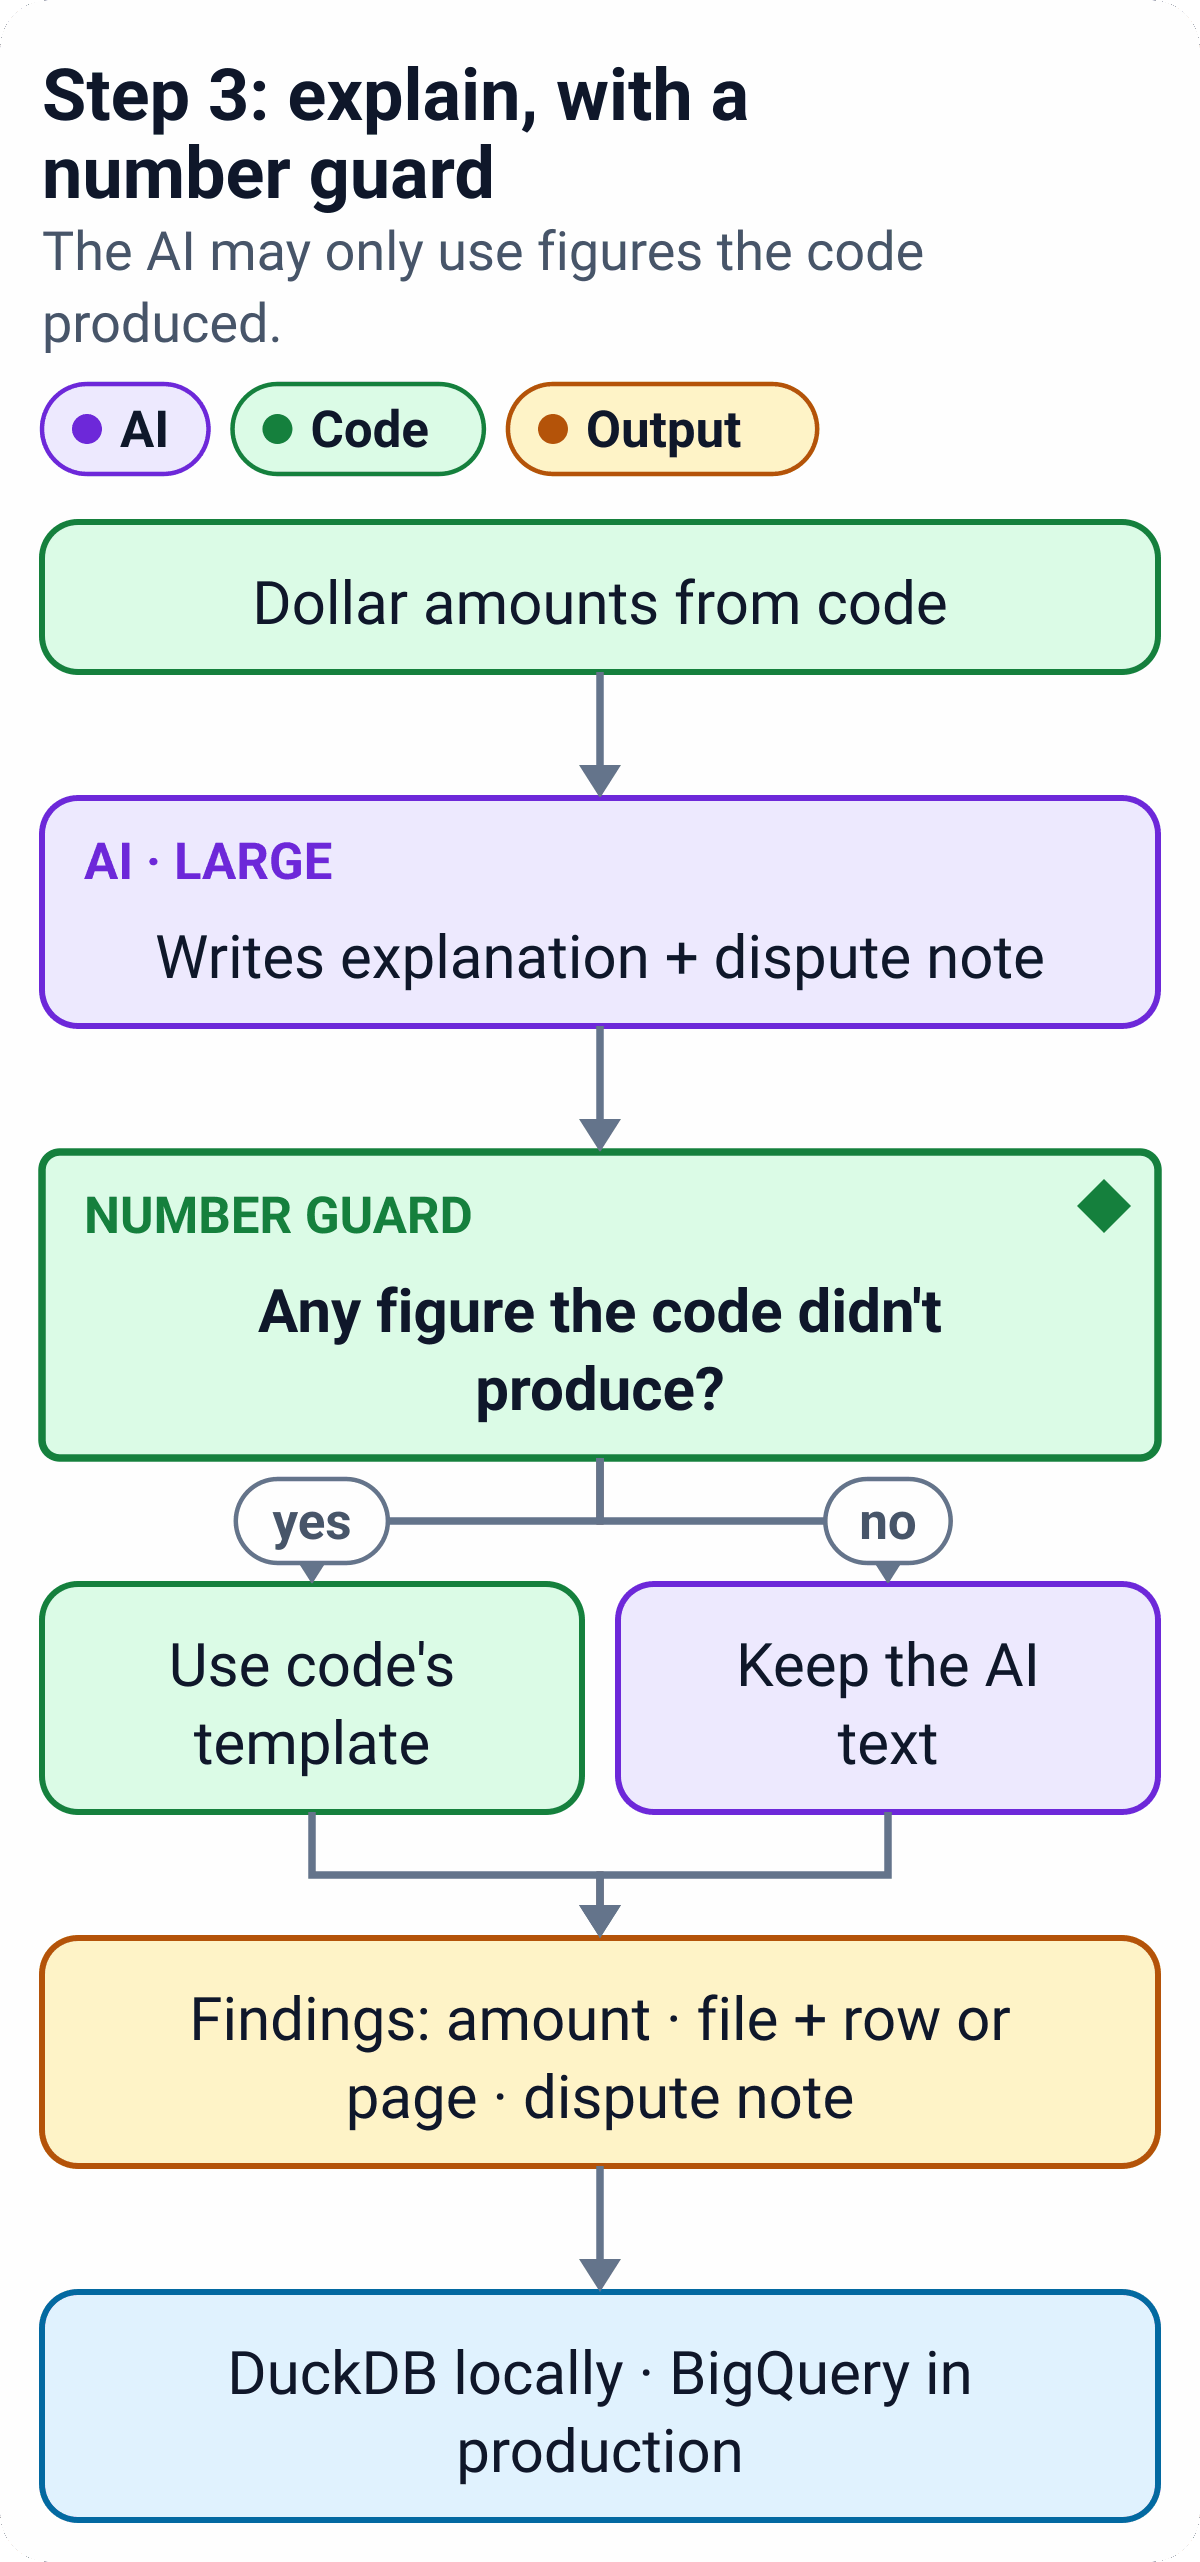 Step 3: explain, with a
number guard
The AI may only use figures the code
produced.
AI
Code
Output
Dollar amounts from code
AI · LARGE
Writes explanation + dispute note
NUMBER GUARD
Any figure the code didn't
produce?
yes
no
Use code's
template
Keep the AI
text
Findings: amount · file + row or
page · dispute note
DuckDB locally · BigQuery in
production